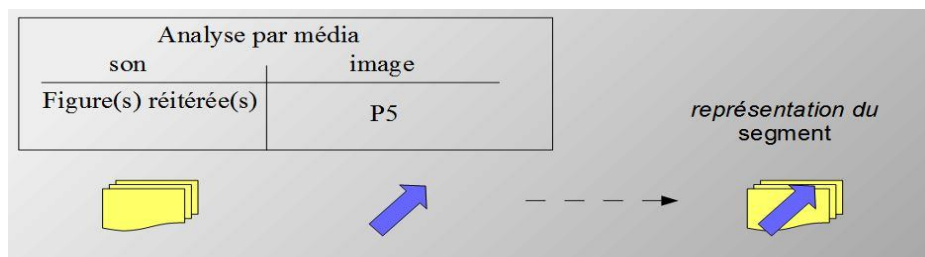 Analyse par média
son image
Figure(s) réitérée(s) P5
représentation du
segment